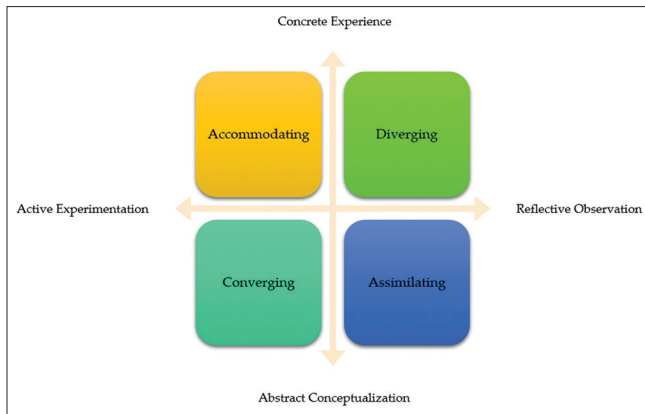 Concrete Experience
Accommodating
Diverging
Active Experimentation
Reflective Observation
Converging
Assimilating
Abstract Conceptualization